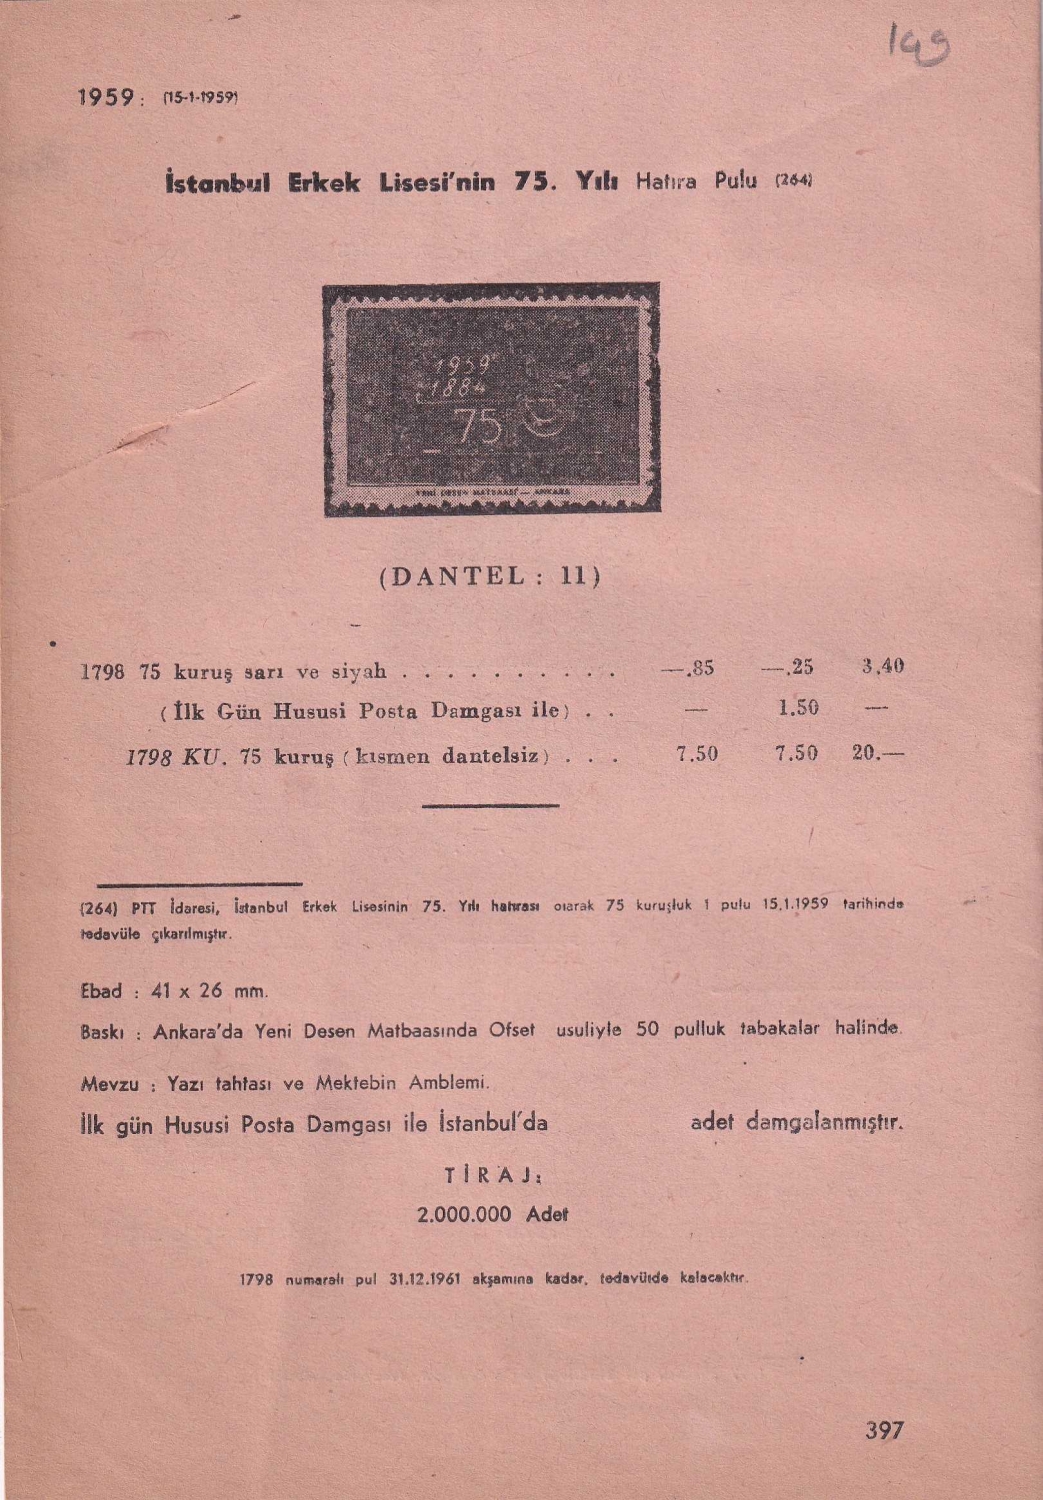 149
1959: (15-1-1959)
İstanbul Erkek Lisesi'nin 75. Yılı Hatıra Pulu (264)
1959
1884
75
YENİ DESEN MATBAASI — ANKARA
(DANTEL : 11)
1798 75 kuruş sarı ve siyah . . . . . . . . . . —.85 —.25 3.40
(İlk Gün Hususi Posta Damgası ile) . . — 1.50 —
1798 KU. 75 kuruş (kısmen dantelsiz) . . . 7.50 7.50 20.—
(264) PTT İdaresi, İstanbul Erkek Lisesinin 75. Yılı hatırası olarak 75 kuruşluk 1 pulu 15.1.1959 tarihinde
tedavüle çıkarılmıştır.
Ebad : 41 x 26 mm.
Baskı : Ankara'da Yeni Desen Matbaasında Ofset usuliyle 50 pulluk tabakalar halinde.
Mevzu : Yazı tahtası ve Mektebin Amblemi.
İlk gün Hususi Posta Damgası ile İstanbul'da adet damgalanmıştır.
TİRAJ:
2.000.000 Adet
1798 numaralı pul 31.12.1961 akşamına kadar, tedavülde kalacaktır.
397